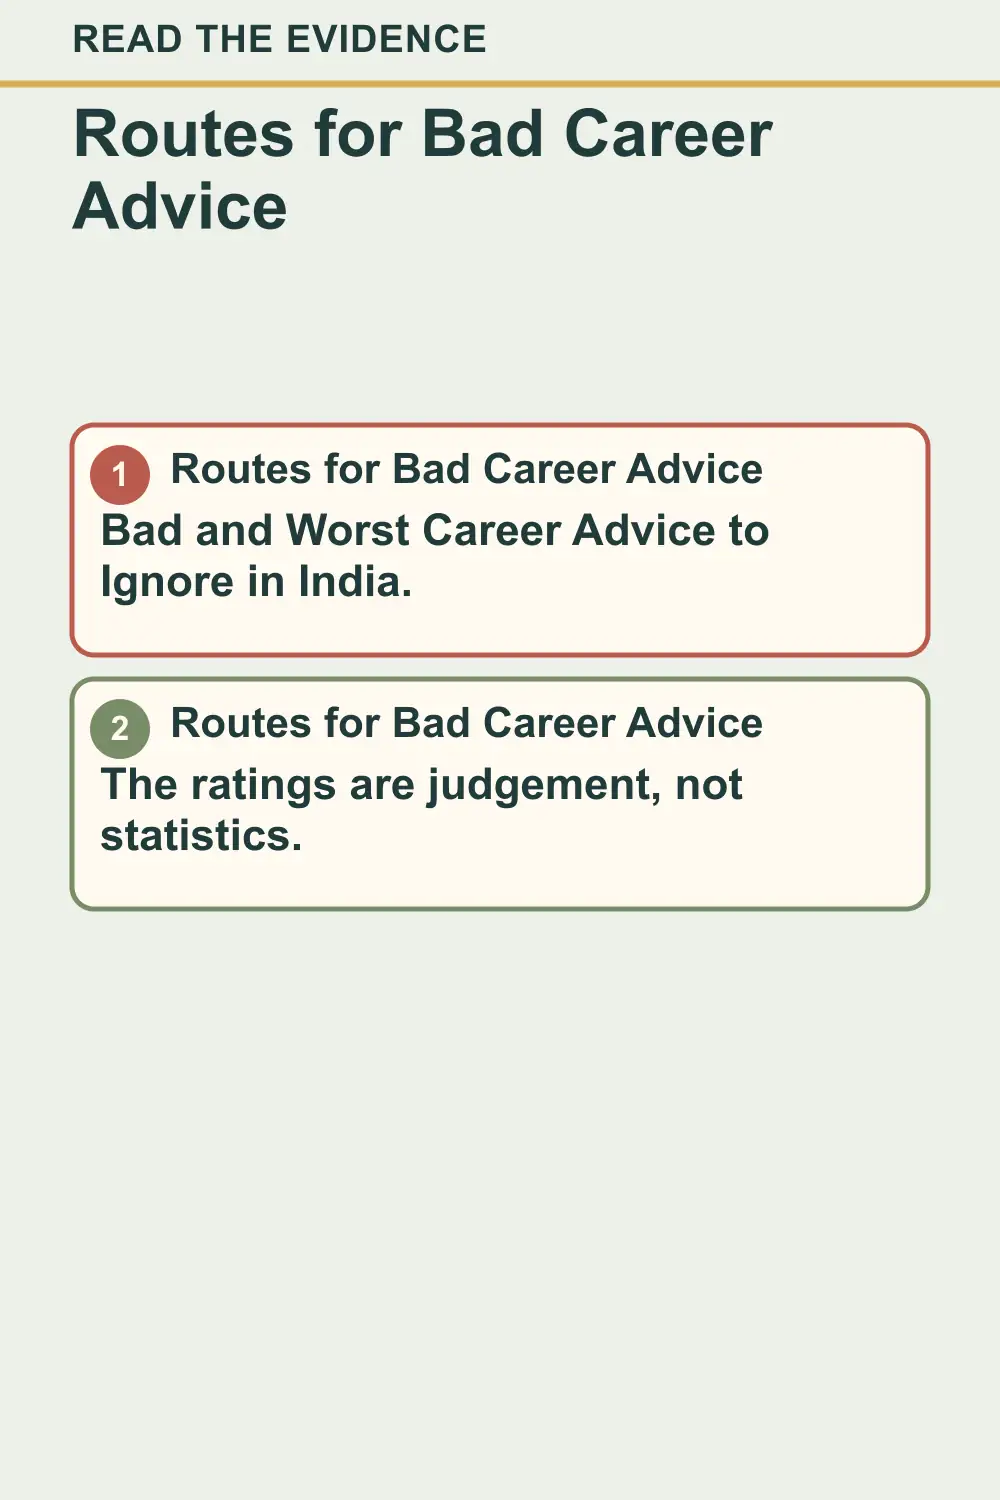 READ THE EVIDENCE
Routes for Bad Career
Advice
1 Routes for Bad Career Advice
Bad and Worst Career Advice to
Ignore in India.
2 Routes for Bad Career Advice
The ratings are judgement, not
statistics.